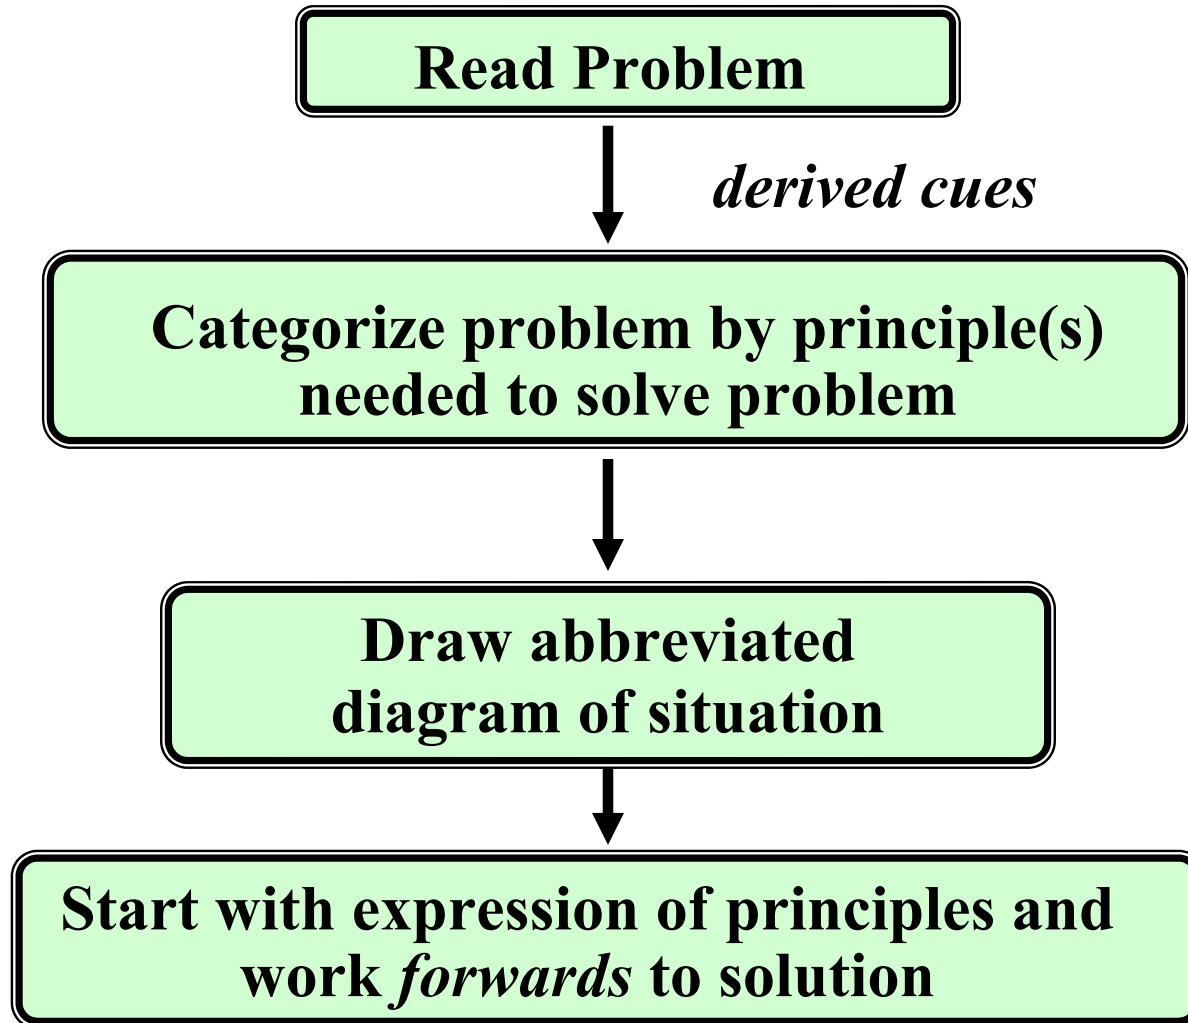 Read Problem
derived cues
Categorize problem by principle(s)
needed to solve problem
Draw abbreviated
diagram of situation
Start with expression of principles and
work forwards to solution